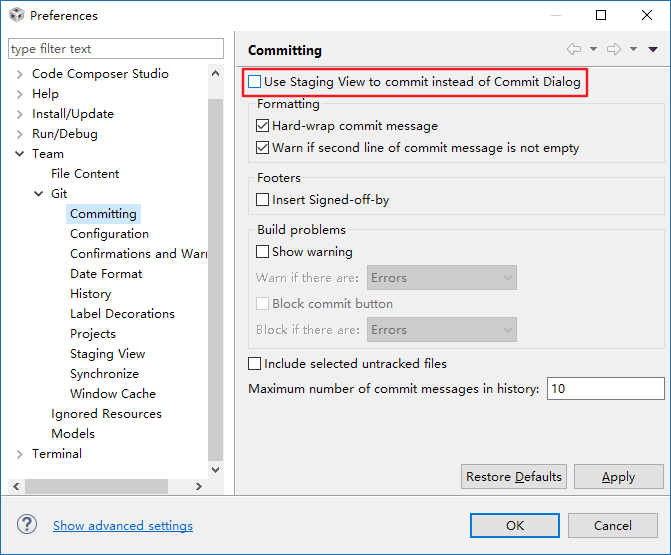 Preferences
type filter text
Code Composer Studio
Help
Install/Update
Run/Debug
Team
File Content
Git
Committing
Configuration
Confirmations and Warn
Date Format
History
Label Decorations
Projects
Staging View
Synchronize
Window Cache
Ignored Resources
Models
Terminal
Committing
Use Staging View to commit instead of Commit Dialog
Formatting
Hard-wrap commit message
Warn if second line of commit message is not empty
Footers
Insert Signed-off-by
Build problems
Show warning
Warn if there are: Errors
Block commit button
Block if there are: Errors
Include selected untracked files
Maximum number of commit messages in history: 10
Restore Defaults Apply
Show advanced settings
OK Cancel